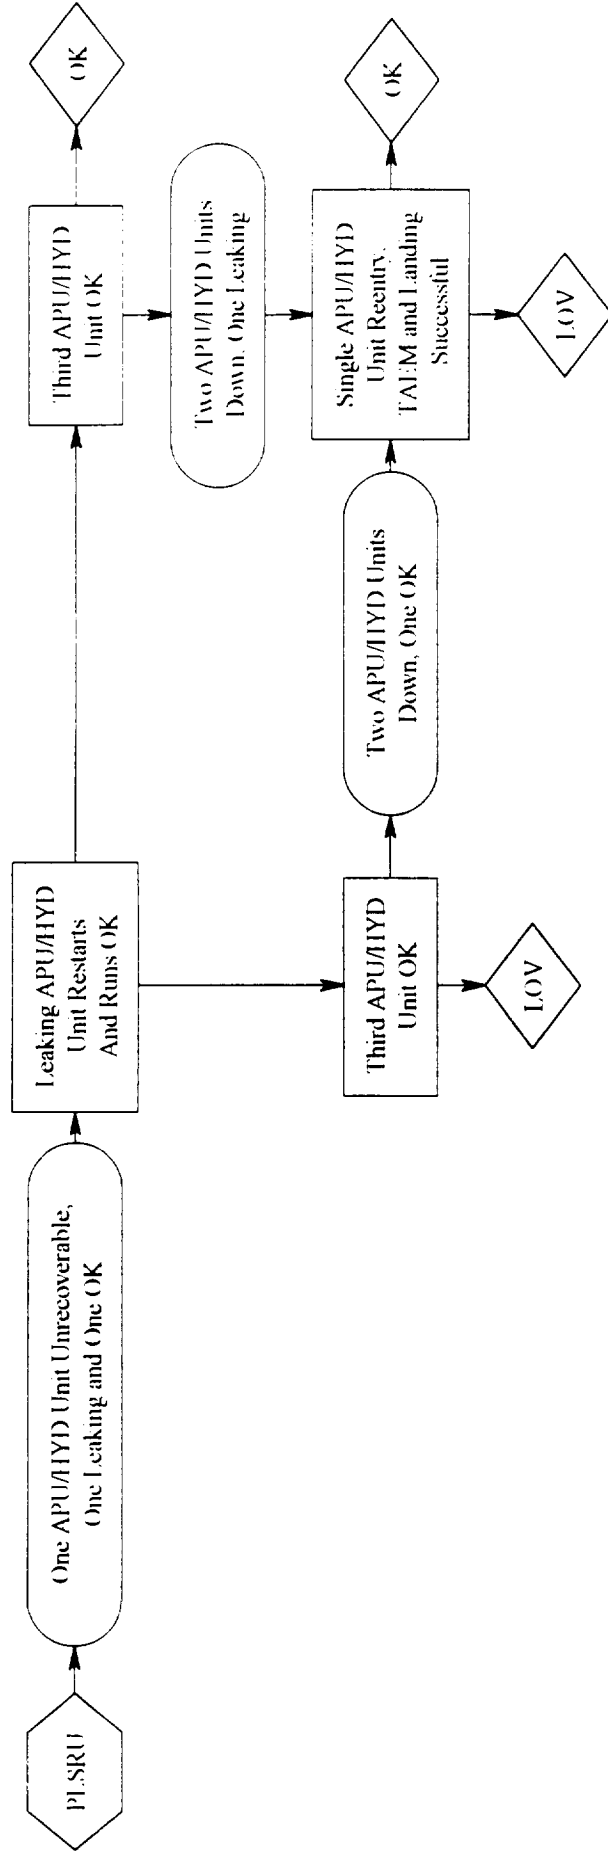 PLSRU
One APU/HYD Unit Unrecoverable,
One Leaking and One OK
Leaking APU/HYD
Unit Restarts
And Runs OK
Third APU/HYD
Unit OK
OK
Two APU/HYD Units
Down, One Leaking
Third APU/HYD
Unit OK
LOV
Two APU/HYD Units
Down, One OK
Single APU/HYD
Unit Reentry,
TAEM and Landing
Successful
OK
LOV